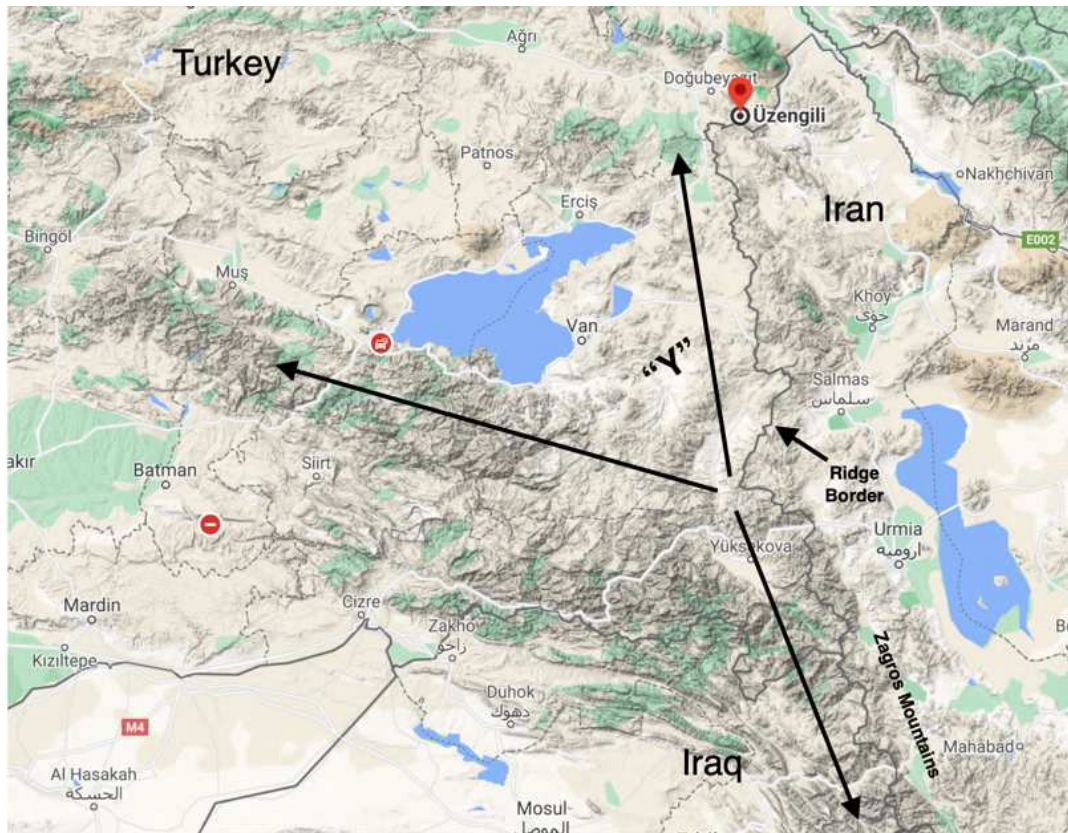 Turkey
Ağrı
Doğubeyazıt
Üzengili
Patnos
Nakhchivan
Iran
Erciş
E002
Bingöl
Muş
Khoy
خوی
Van
Marand
مرند
“Y”
Salmas
سلماس
Batman
Siirt
Ridge
Border
Urmia
ارومیه
Yüksekova
Mardin
Cizre
Zakho
زاخو
Kızıltepe
Zagros Mountains
Duhok
دهوك
M4
Mahabad
Iraq
Al Hasakah
الحسكة
Mosul
الموصل